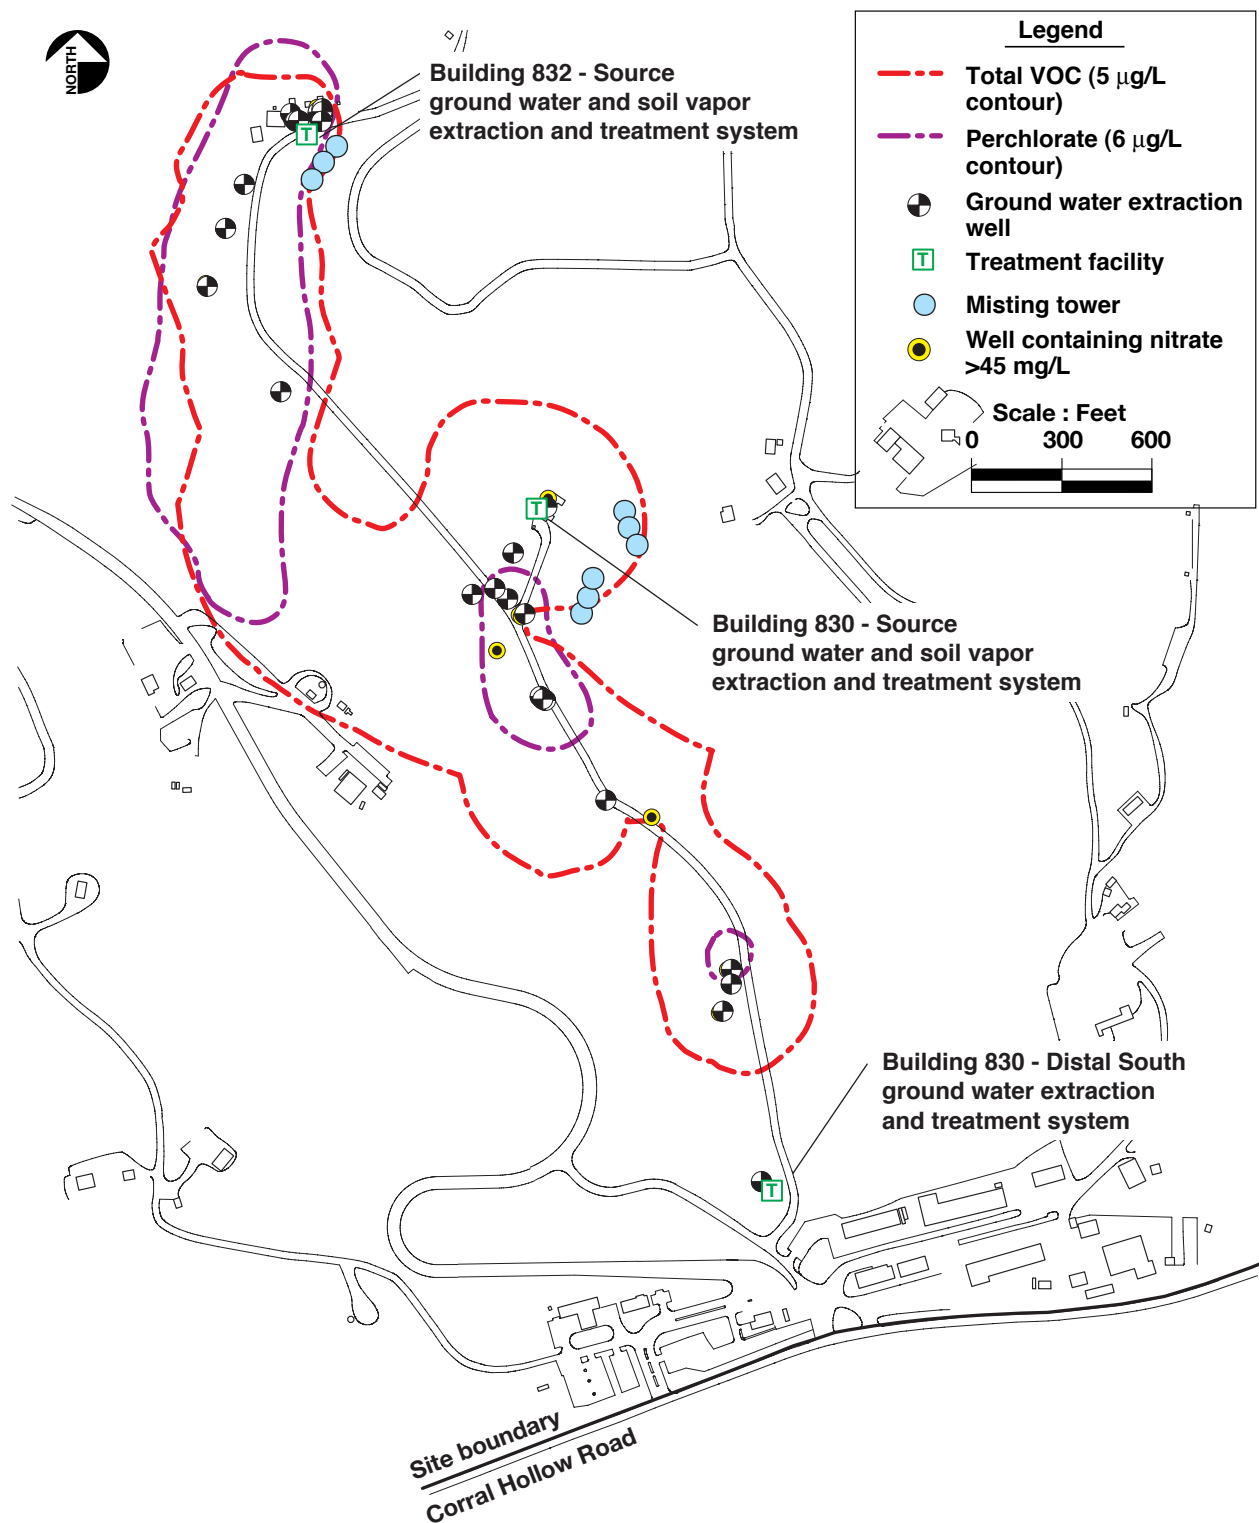 NORTH
Building 832 - Source
ground water and soil vapor
extraction and treatment system
Legend
Total VOC (5 µg/L
contour)
Perchlorate (6 µg/L
contour)
Ground water extraction
well
T Treatment facility
Misting tower
Well containing nitrate
>45 mg/L
Scale : Feet
0 300 600
T
T
Building 830 - Source
ground water and soil vapor
extraction and treatment system
Building 830 - Distal South
ground water extraction
and treatment system
T
Site boundary
Corral Hollow Road